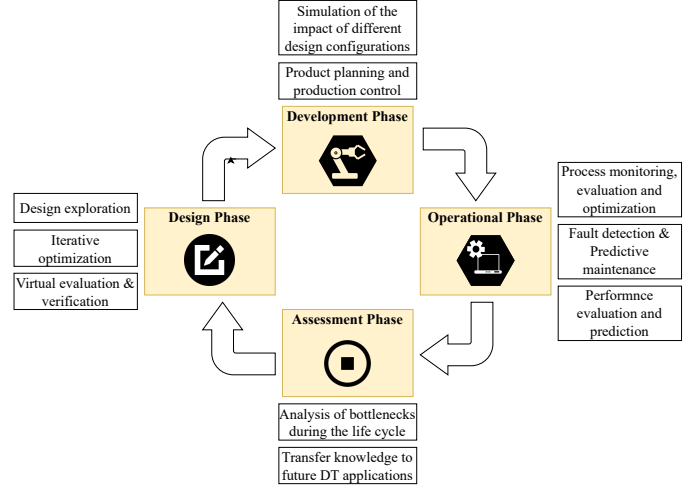 Simulation of the
impact of different
design configurations
Product planning and
production control
Development Phase
Design exploration
Iterative
optimization
Virtual evaluation &
verification
Design Phase
Operational Phase
Process monitoring,
evaluation and
optimization
Fault detection &
Predictive
maintenance
Performnce
evaluation and
prediction
Assessment Phase
Analysis of bottlenecks
during the life cycle
Transfer knowledge to
future DT applications